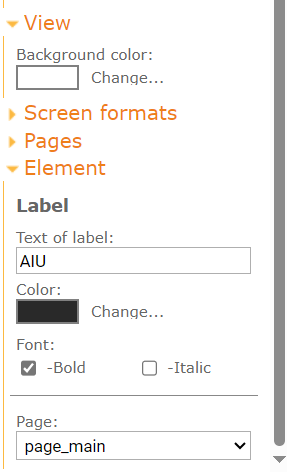 View
Background color:
Change...
Screen formats
Pages
Element
Label
Text of label:
AIU
Color:
Change...
Font:
-Bold -Italic
Page:
page_main